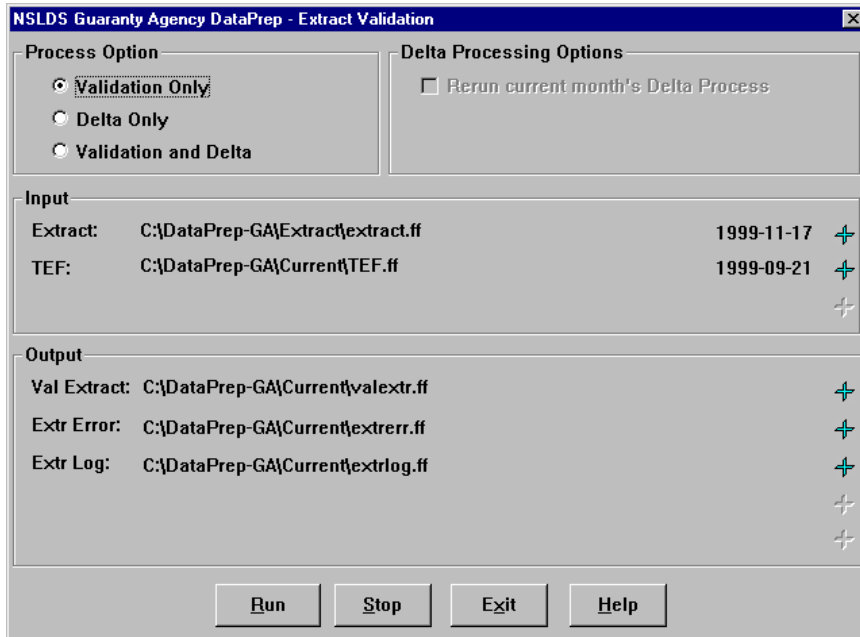 NSLDS Guaranty Agency DataPrep - Extract Validation
Process Option
Validation Only
Delta Only
Validation and Delta
Delta Processing Options
Rerun current month's Delta Process
Input
Extract: C:\DataPrep-GA\Extract\extract.ff 1999-11-17
TEF: C:\DataPrep-GA\Current\TEF.ff 1999-09-21
Output
Val Extract: C:\DataPrep-GA\Current\valextr.ff
Extr Error: C:\DataPrep-GA\Current\extrerr.ff
Extr Log: C:\DataPrep-GA\Current\extrlog.ff
Run Stop Exit Help